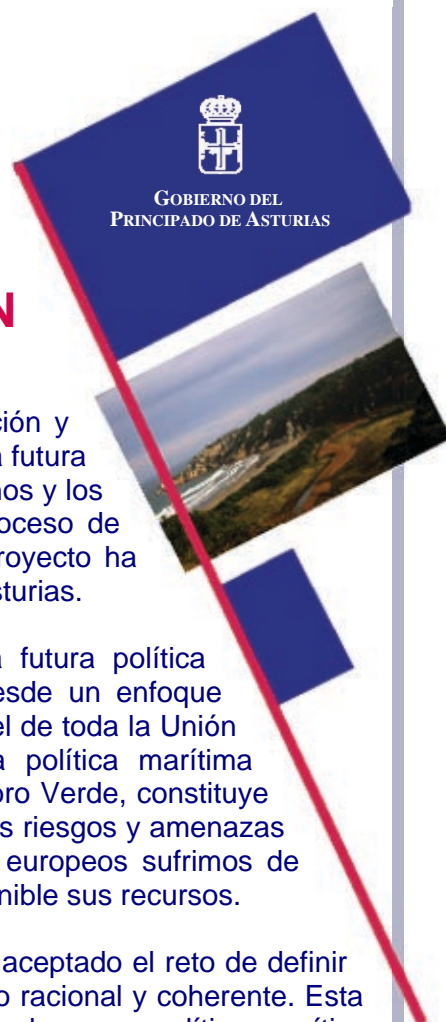 GOBIERNO DEL
PRINCIPADO DE ASTURIAS
N
ción y
a futura
nos y los
oceso de
royecto ha
sturias.
a futura política
esde un enfoque
el de toda la Unión
a política marítima
oro Verde, constituye
s riesgos y amenazas
europeos sufrimos de
enible sus recursos.
aceptado el reto de definir
o racional y coherente. Esta